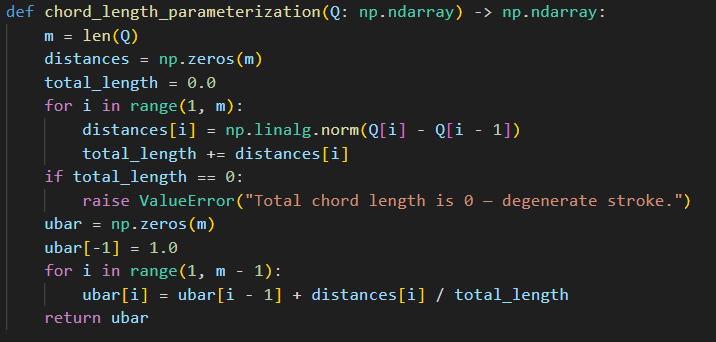 def chord_length_parameterization(Q: np.ndarray) -> np.ndarray:
    m = len(Q)
    distances = np.zeros(m)
    total_length = 0.0
    for i in range(1, m):
        distances[i] = np.linalg.norm(Q[i] - Q[i - 1])
        total_length += distances[i]
    if total_length == 0:
        raise ValueError("Total chord length is 0 — degenerate stroke.")
    ubar = np.zeros(m)
    ubar[-1] = 1.0
    for i in range(1, m - 1):
        ubar[i] = ubar[i - 1] + distances[i] / total_length
    return ubar